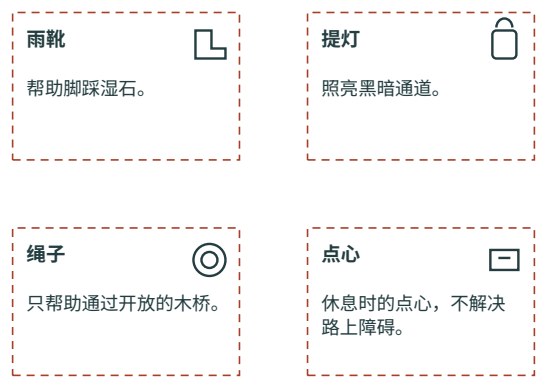 雨靴
帮助脚踩湿石。
提灯
照亮黑暗通道。
绳子
只帮助通过开放的木桥。
点心
休息时的点心，不解决
路上障碍。